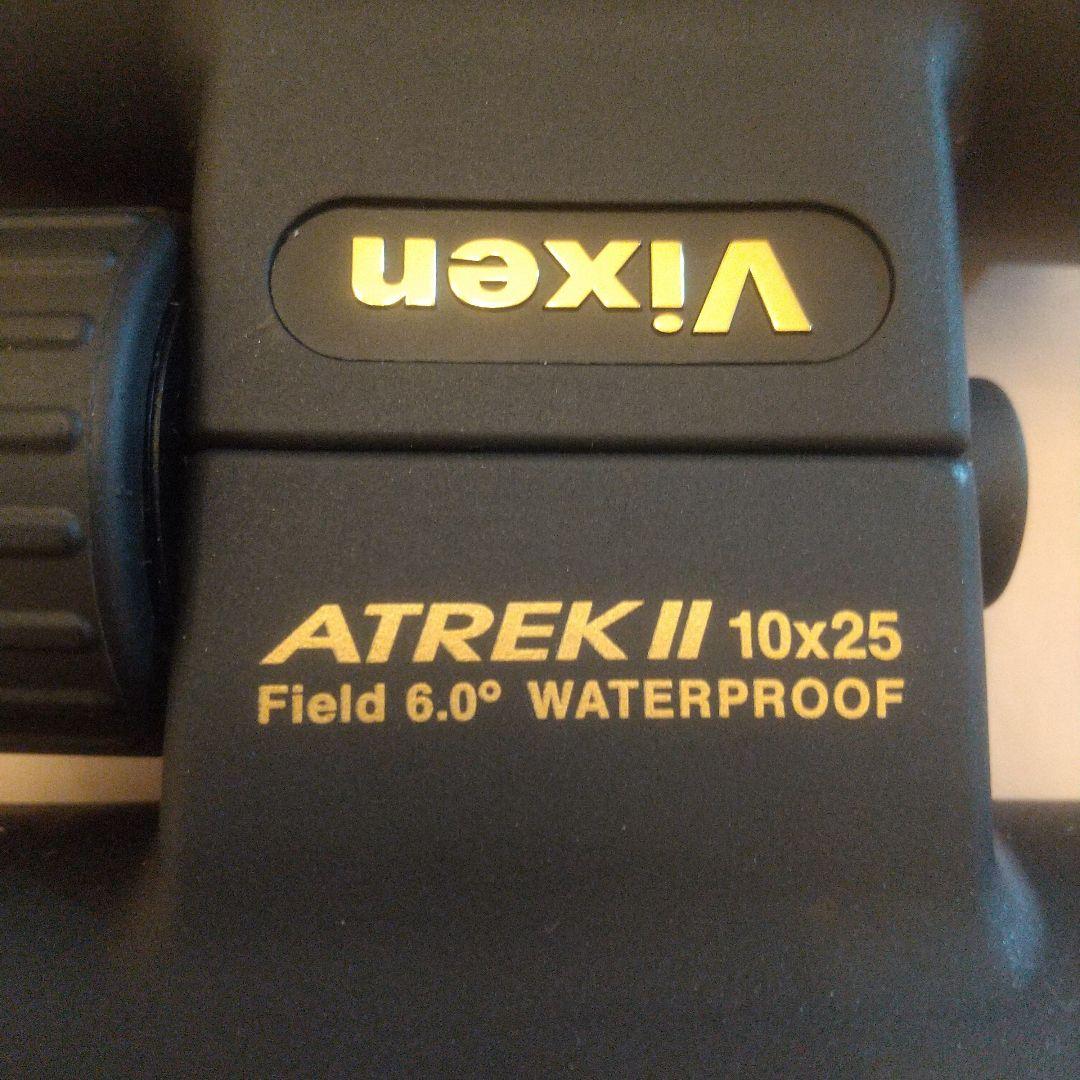 Vixen
ATREK II 10x25
Field 6.0° WATERPROOF